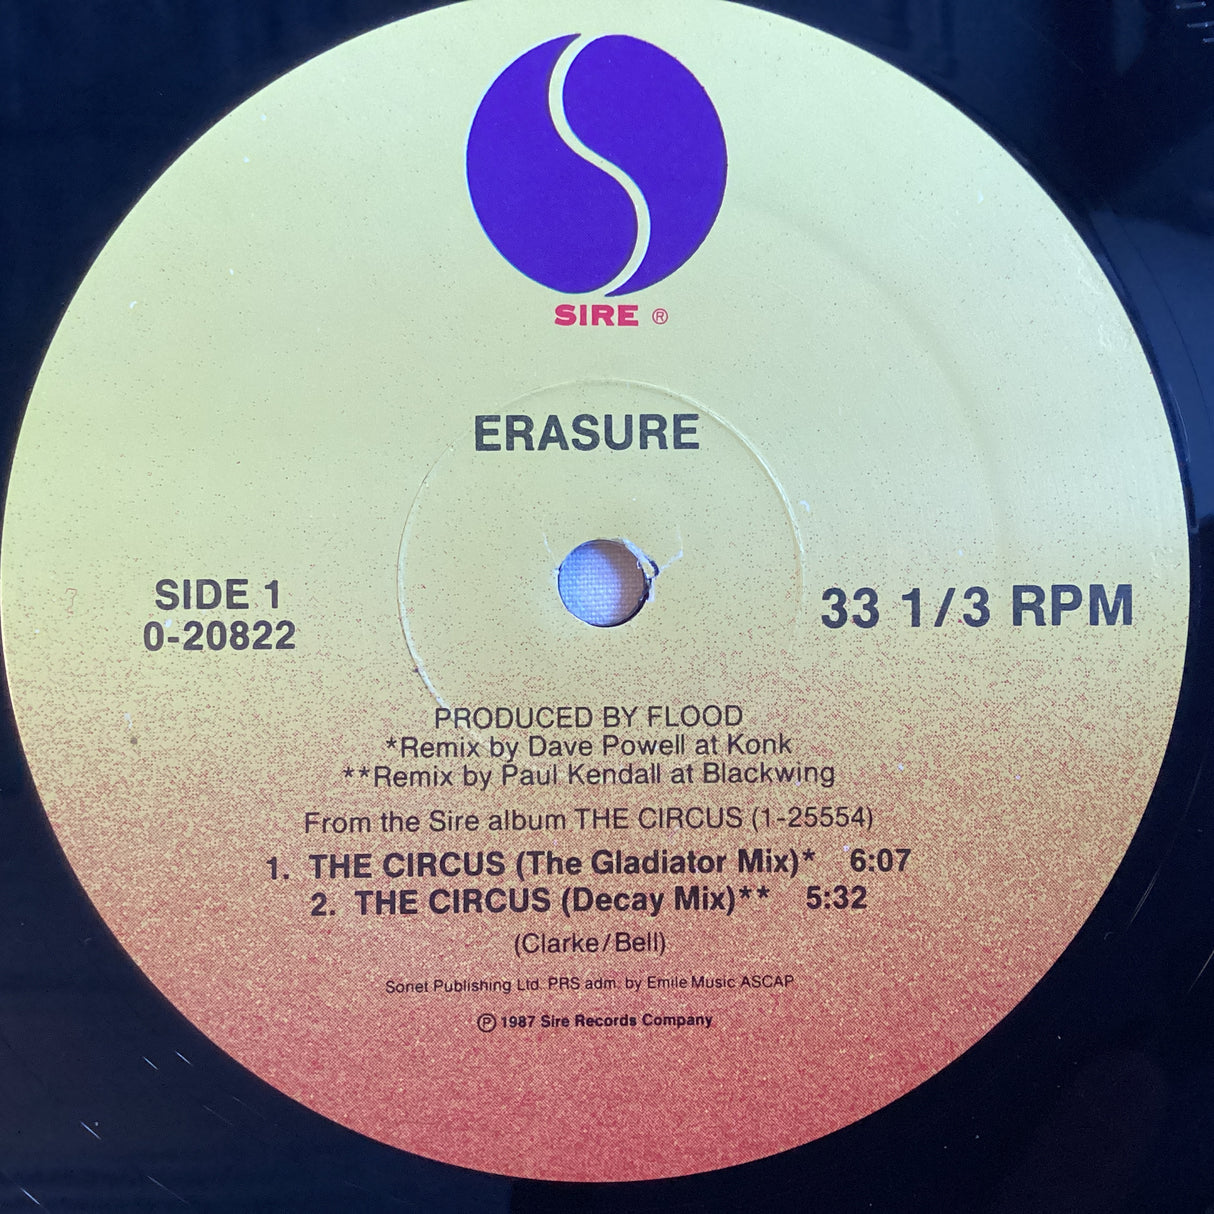 SIRE ®
ERASURE
SIDE 1
0-20822
33 1/3 RPM
PRODUCED BY FLOOD
*Remix by Dave Powell at Konk
**Remix by Paul Kendall at Blackwing
From the Sire album THE CIRCUS (1-25554)
1. THE CIRCUS (The Gladiator Mix)* 6:07
2. THE CIRCUS (Decay Mix)** 5:32
(Clarke/Bell)
Sonet Publishing Ltd. PRS adm. by Emile Music ASCAP
℗ 1987 Sire Records Company